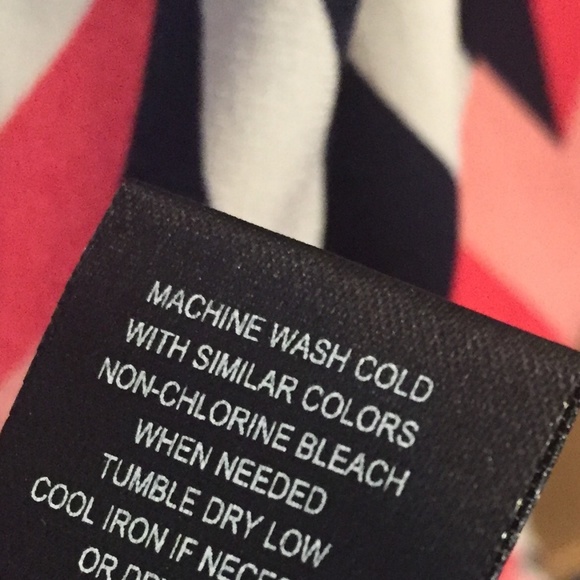 MACHINE WASH COLD
WITH SIMILAR COLORS
NON-CHLORINE BLEACH
WHEN NEEDED
TUMBLE DRY LOW
COOL IRON IF
OR